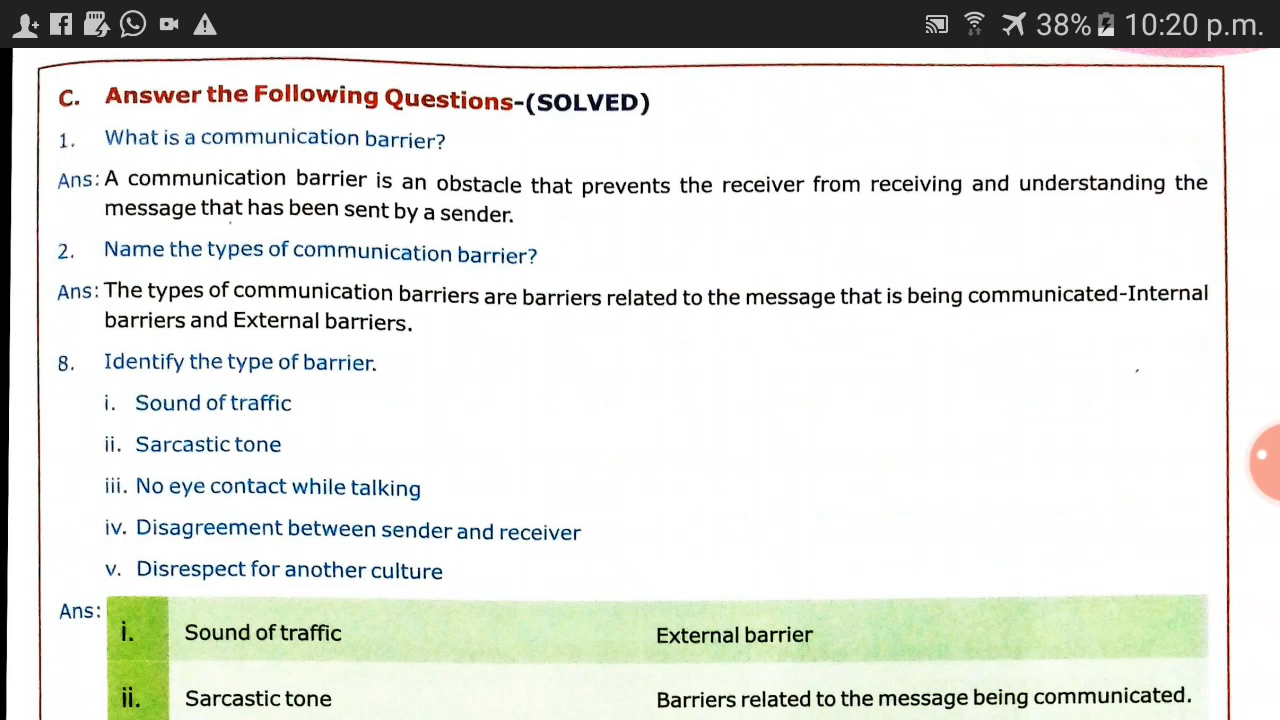 38% 10:20 p.m.
C. Answer the Following Questions-(SOLVED)
1. What is a communication barrier?
Ans: A communication barrier is an obstacle that prevents the receiver from receiving and understanding the
message that has been sent by a sender.
2. Name the types of communication barrier?
Ans: The types of communication barriers are barriers related to the message that is being communicated-Internal
barriers and External barriers.
8. Identify the type of barrier.
i. Sound of traffic
ii. Sarcastic tone
iii. No eye contact while talking
iv. Disagreement between sender and receiver
v. Disrespect for another culture
Ans:
i. Sound of traffic External barrier
ii. Sarcastic tone Barriers related to the message being communicated.